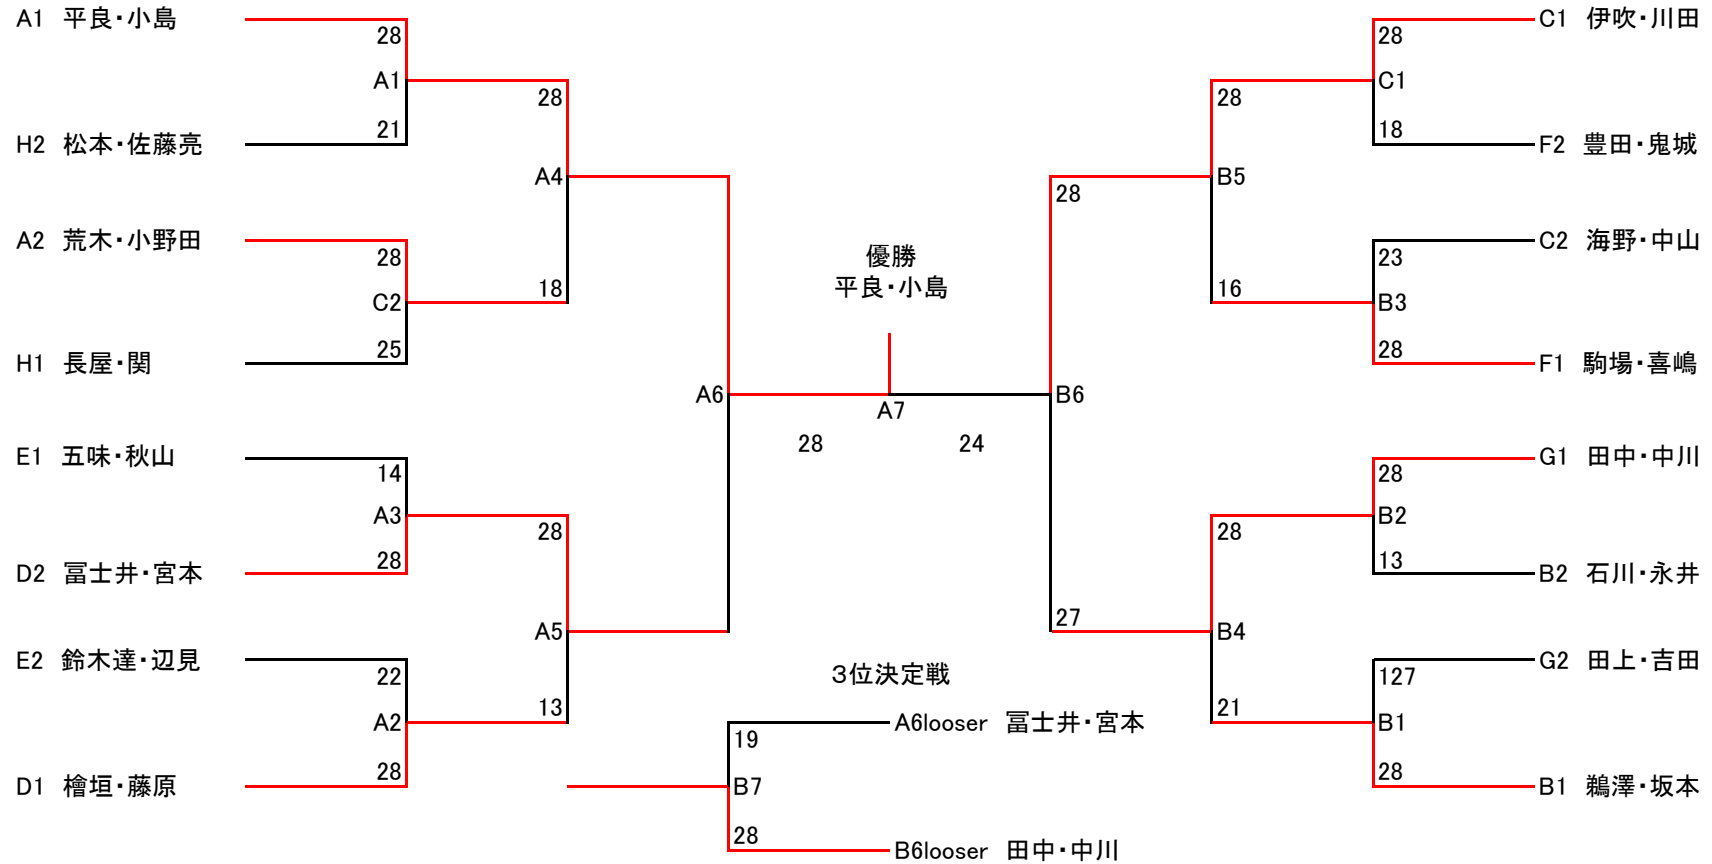 A1 平良・小島
28
A1
21
H2 松本・佐藤亮
28
A4
18
A2 荒木・小野田
28
C2
25
H1 長屋・関
A6
E1 五味・秋山
14
A3
28
D2 冨士井・宮本
28
A5
13
E2 鈴木達・辺見
22
A2
28
D1 檜垣・藤原
優勝
平良・小島
A7
28
24
3位決定戦
A6looser 冨士井・宮本
19
B7
28
B6looser 田中・中川
C1 伊吹・川田
28
C1
18
F2 豊田・鬼城
28
B5
16
C2 海野・中山
23
B3
28
F1 駒場・喜嶋
28
B6
27
G1 田中・中川
28
B2
13
B2 石川・永井
28
B4
21
G2 田上・吉田
127
B1
28
B1 鵜澤・坂本